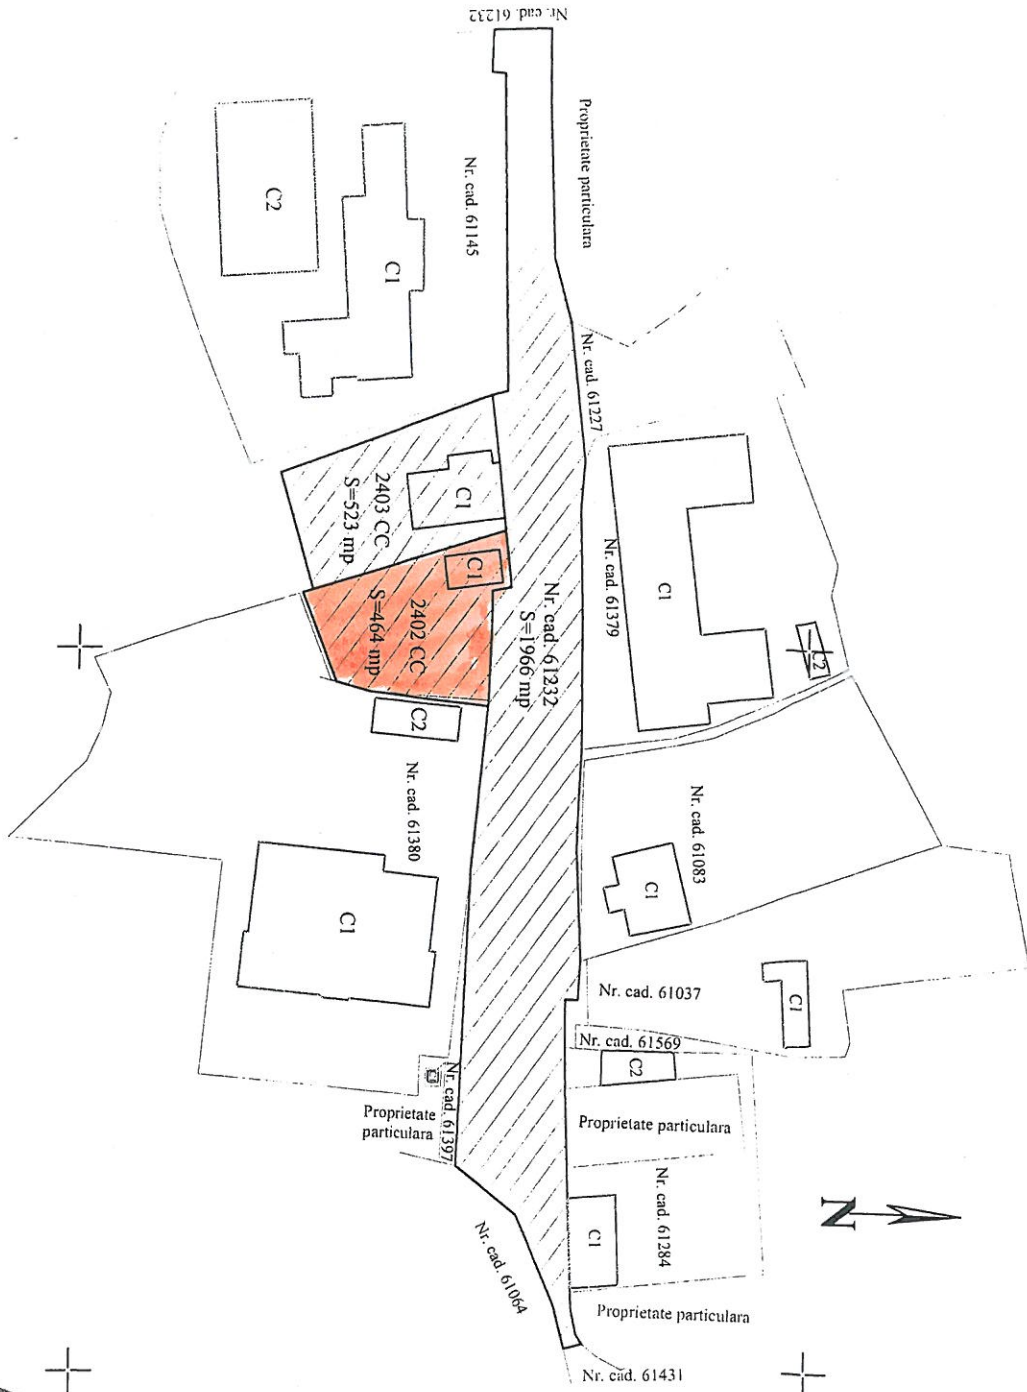 Nr. cad. 61232
Proprietate particulara
Nr. cad. 61145
C2
C1
Nr. cad. 61227
2403 CC
S=523 mp
C1
C1
2402 CC
S=464 mp
Nr. cad. 61232
S=1966 mp
Nr. cad. 61379
C1
C2
C2
Nr. cad. 61380
Nr. cad. 61083
C1
C1
Nr. cad. 61037
C1
Nr. cad. 61569
C2
Nr. cad. 61397
Proprietate
particulara
Proprietate particulara
Nr. cad. 61284
C1
N
Nr. cad. 61064
Proprietate particulara
Nr. cad. 61431